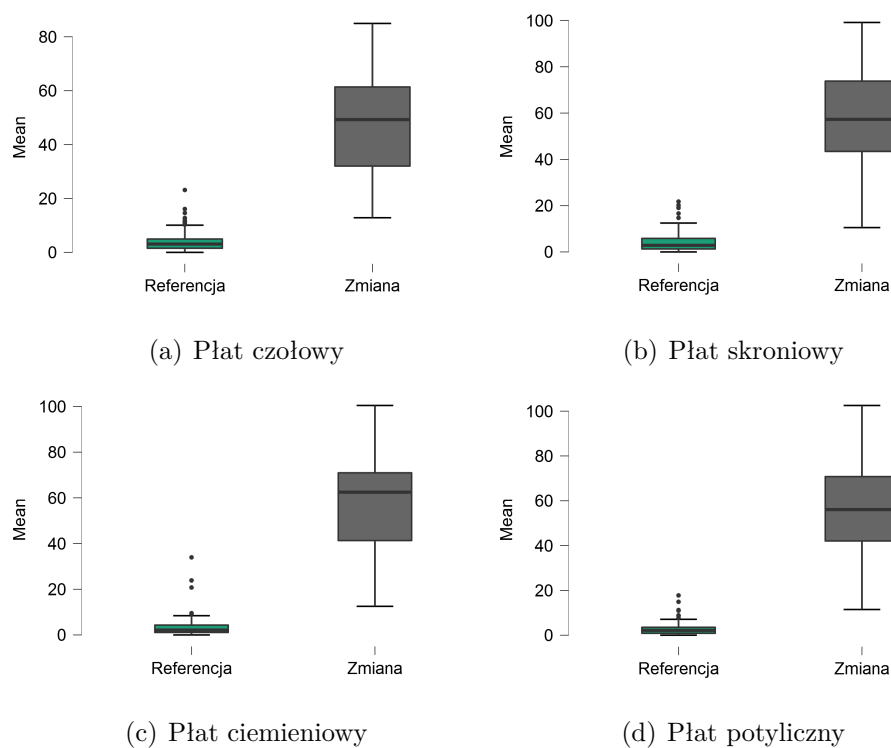 80
60
40
20
0
Mean
Referencja
Zmiana
(a) Płat czołowy
100
80
60
40
20
0
Mean
Referencja
Zmiana
(b) Płat skroniowy
100
80
60
40
20
0
Mean
Referencja
Zmiana
(c) Płat ciemieniowy
100
80
60
40
20
0
Mean
Referencja
Zmiana
(d) Płat potyliczny